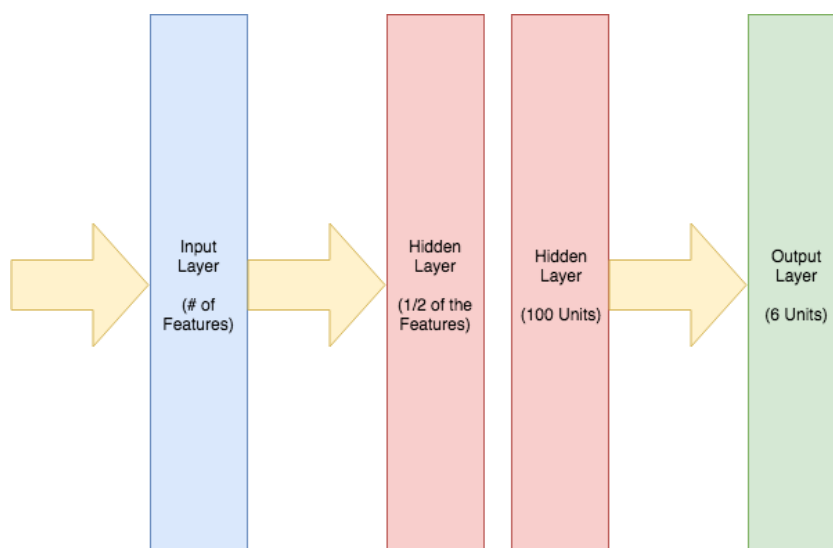 Input
Layer
(# of
Features)
Hidden
Layer
(1/2 of the
Features)
Hidden
Layer
(100 Units)
Output
Layer
(6 Units)